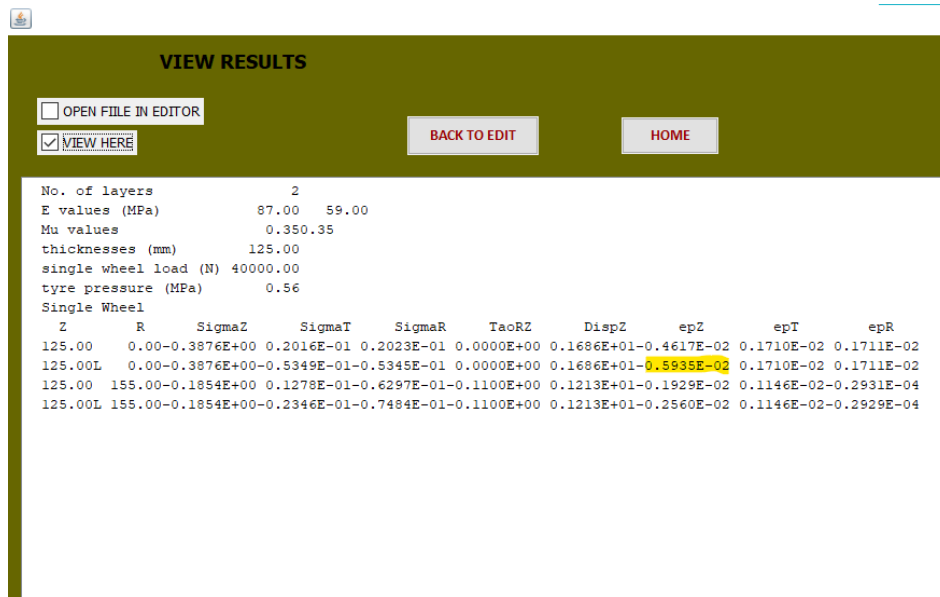 VIEW RESULTS
OPEN FIILE IN EDITOR
VIEW HERE
BACK TO EDIT
HOME
No. of layers 2
E values (MPa) 87.00 59.00
Mu values 0.350.35
thicknesses (mm) 125.00
single wheel load (N) 40000.00
tyre pressure (MPa) 0.56
Single Wheel
Z R SigmaZ SigmaT SigmaR TaoRZ DispZ epZ epT epR
125.00 0.00-0.3876E+00 0.2016E-01 0.2023E-01 0.0000E+00 0.1686E+01-0.4617E-02 0.1710E-02 0.1711E-02
125.00L 0.00-0.3876E+00-0.5349E-01-0.5345E-01 0.0000E+00 0.1686E+01-0.5935E-02 0.1710E-02 0.1711E-02
125.00 155.00-0.1854E+00 0.1278E-01-0.6297E-01-0.1100E+00 0.1213E+01-0.1929E-02 0.1146E-02-0.2931E-04
125.00L 155.00-0.1854E+00-0.2346E-01-0.7484E-01-0.1100E+00 0.1213E+01-0.2560E-02 0.1146E-02-0.2929E-04